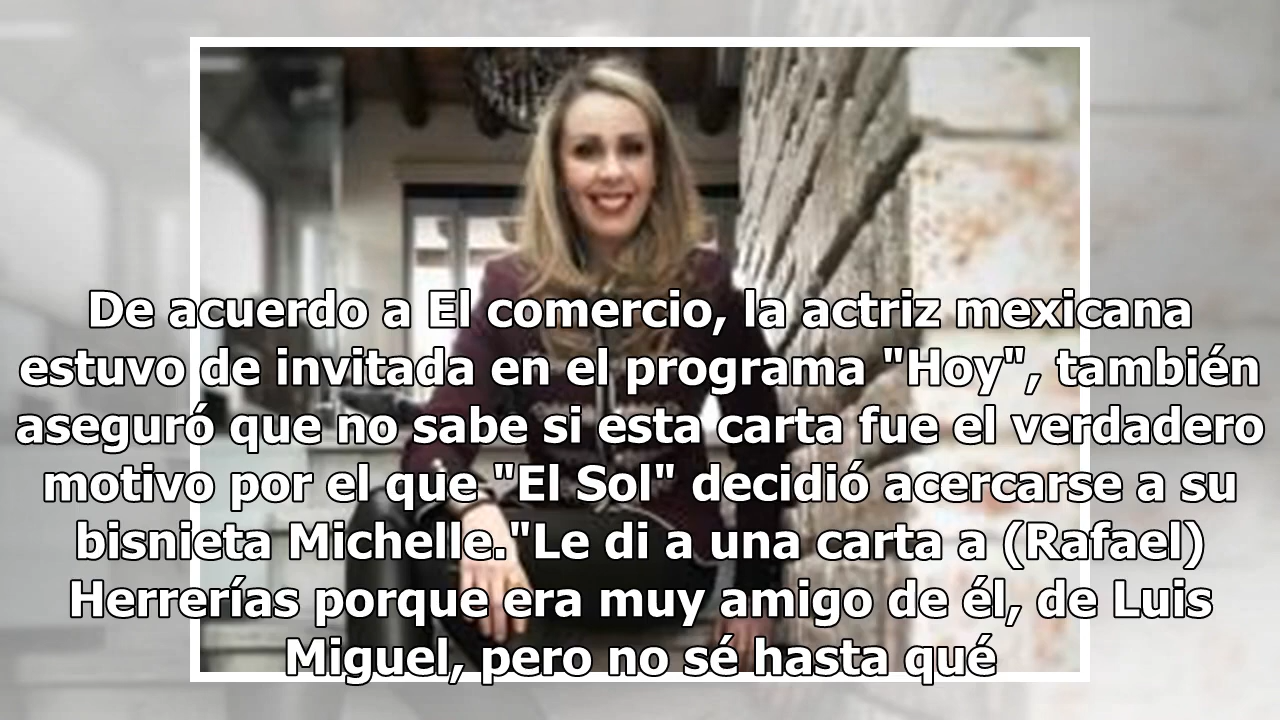 De acuerdo a El comercio, la actriz mexicana
estuvo de invitada en el programa "Hoy", también
aseguró que no sabe si esta carta fue el verdadero
motivo por el que "El Sol" decidió acercarse a su
bisnieta Michelle."Le di a una carta a (Rafael)
Herrerías porque era muy amigo de él, de Luis
Miguel, pero no sé hasta qué